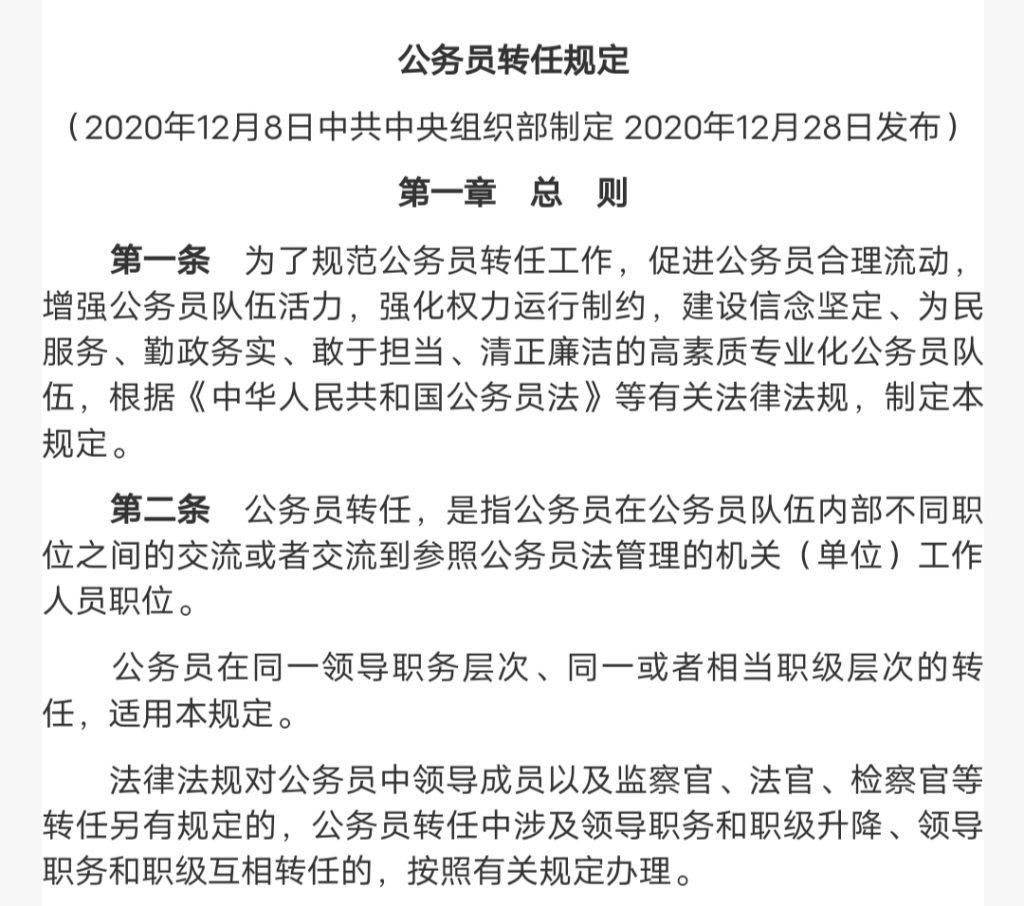 公务员转任规定
（2020年12月8日中共中央组织部制定 2020年12月28日发布）
第一章　总　则
第一条　为了规范公务员转任工作，促进公务员合理流动，
增强公务员队伍活力，强化权力运行制约，建设信念坚定、为民
服务、勤政务实、敢于担当、清正廉洁的高素质专业化公务员队
伍，根据《中华人民共和国公务员法》等有关法律法规，制定本
规定。
第二条　公务员转任，是指公务员在公务员队伍内部不同职
位之间的交流或者交流到参照公务员法管理的机关（单位）工作
人员职位。
公务员在同一领导职务层次、同一或者相当职级层次的转
任，适用本规定。
法律法规对公务员中领导成员以及监察官、法官、检察官等
转任另有规定的，公务员转任中涉及领导职务和职级升降、领导
职务和职级互相转任的，按照有关规定办理。